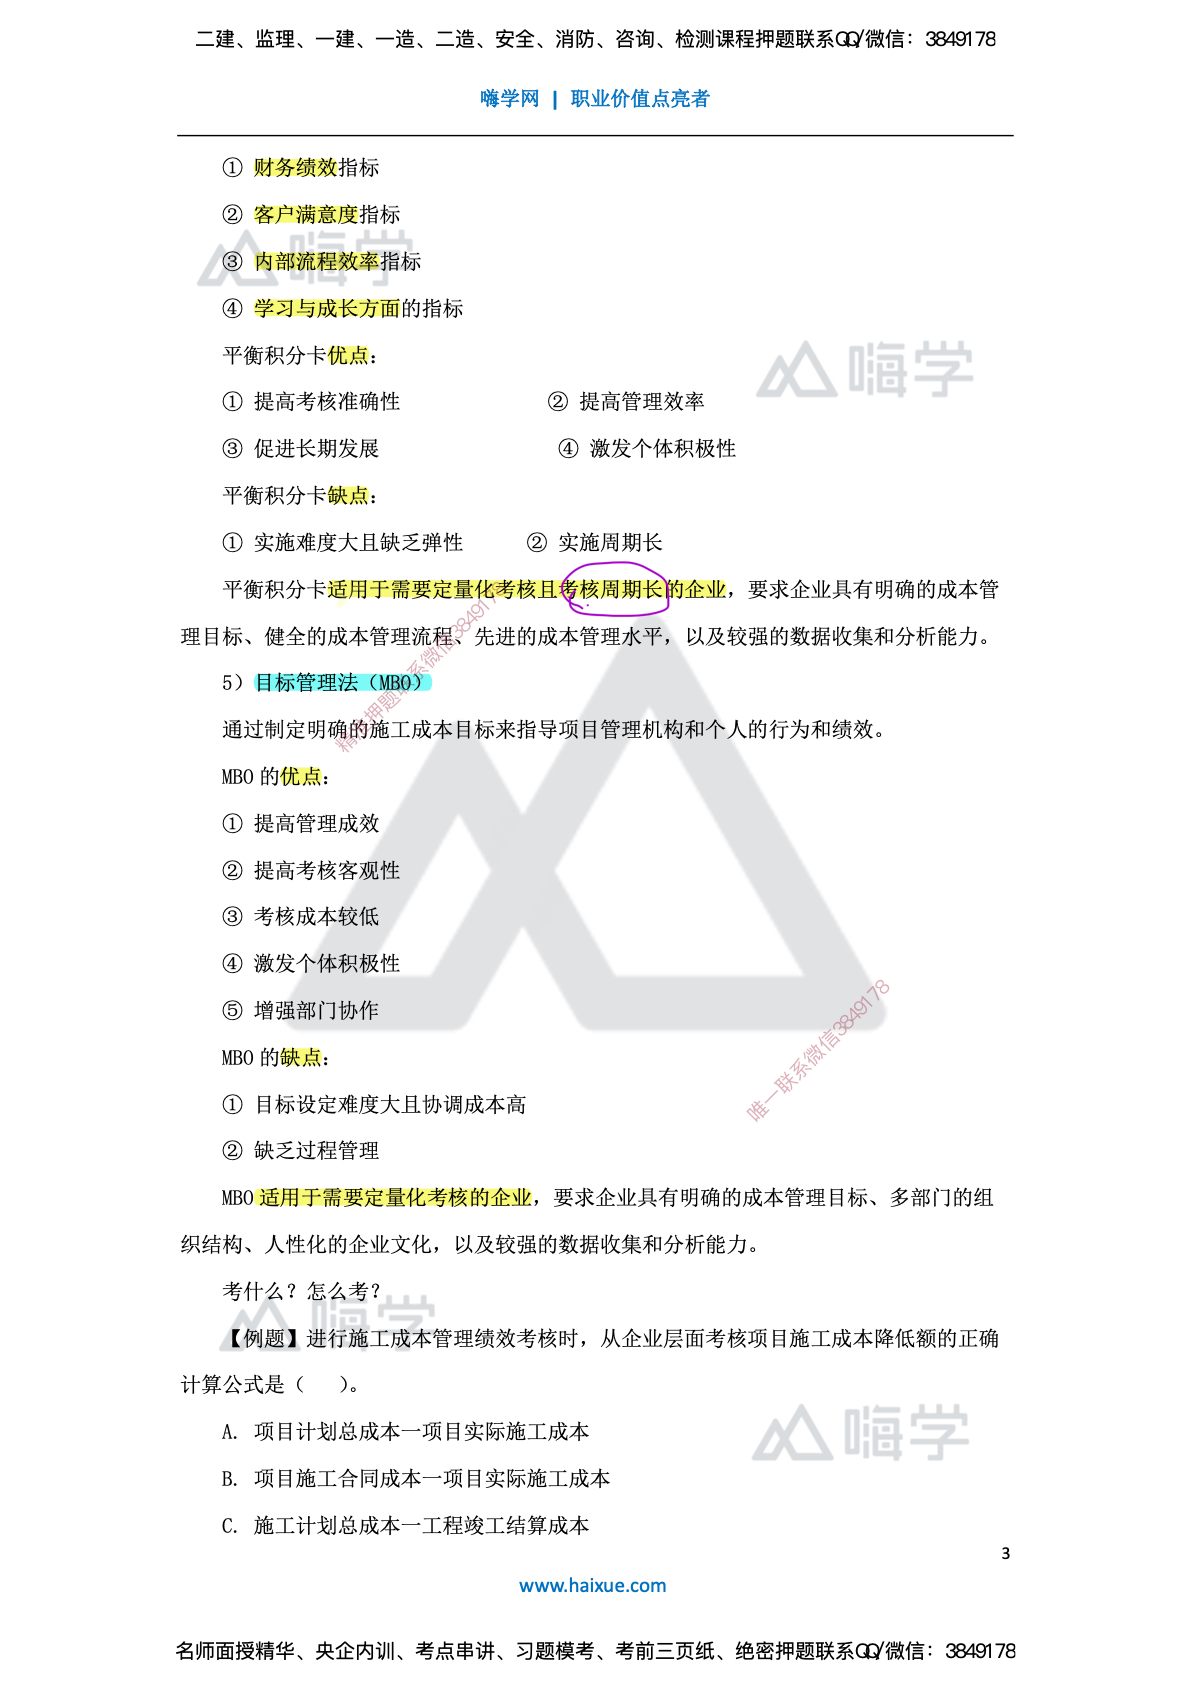 二建、监理、一建、一造、二造、安全、消防、咨询、检测课程押题联系QQ/微信：3849178
嗨学网 | 职业价值点亮者
① 财务绩效指标
② 客户满意度指标
③ 内部流程效率指标
④ 学习与成长方面的指标
平衡积分卡优点：
① 提高考核准确性 ② 提高管理效率
③ 促进长期发展 ④ 激发个体积极性
平衡积分卡缺点：
① 实施难度大且缺乏弹性 ② 实施周期长
平衡积分卡适用于需要定量化考核且考核周期长的企业，要求企业具有明确的成本管
理目标、健全的成本管理流程、先进的成本管理水平，以及较强的数据收集和分析能力。
5）目标管理法（MBO）
通过制定明确的施工成本目标来指导项目管理机构和个人的行为和绩效。
MBO 的优点：
① 提高管理成效
② 提高考核客观性
③ 考核成本较低
④ 激发个体积极性
⑤ 增强部门协作
MBO 的缺点：
① 目标设定难度大且协调成本高
② 缺乏过程管理
MBO 适用于需要定量化考核的企业，要求企业具有明确的成本管理目标、多部门的组
织结构、人性化的企业文化，以及较强的数据收集和分析能力。
考什么？怎么考？
【例题】进行施工成本管理绩效考核时，从企业层面考核项目施工成本降低额的正确
计算公式是（ ）。
A. 项目计划总成本一项目实际施工成本
B. 项目施工合同成本一项目实际施工成本
C. 施工计划总成本一工程竣工结算成本
3
www.haixue.com
名师面授精华、央企内训、考点串讲、习题模考、考前三页纸、绝密押题联系QQ/微信：3849178
嗨学
嗨学
嗨学
嗨学
唯一联系微信3849178